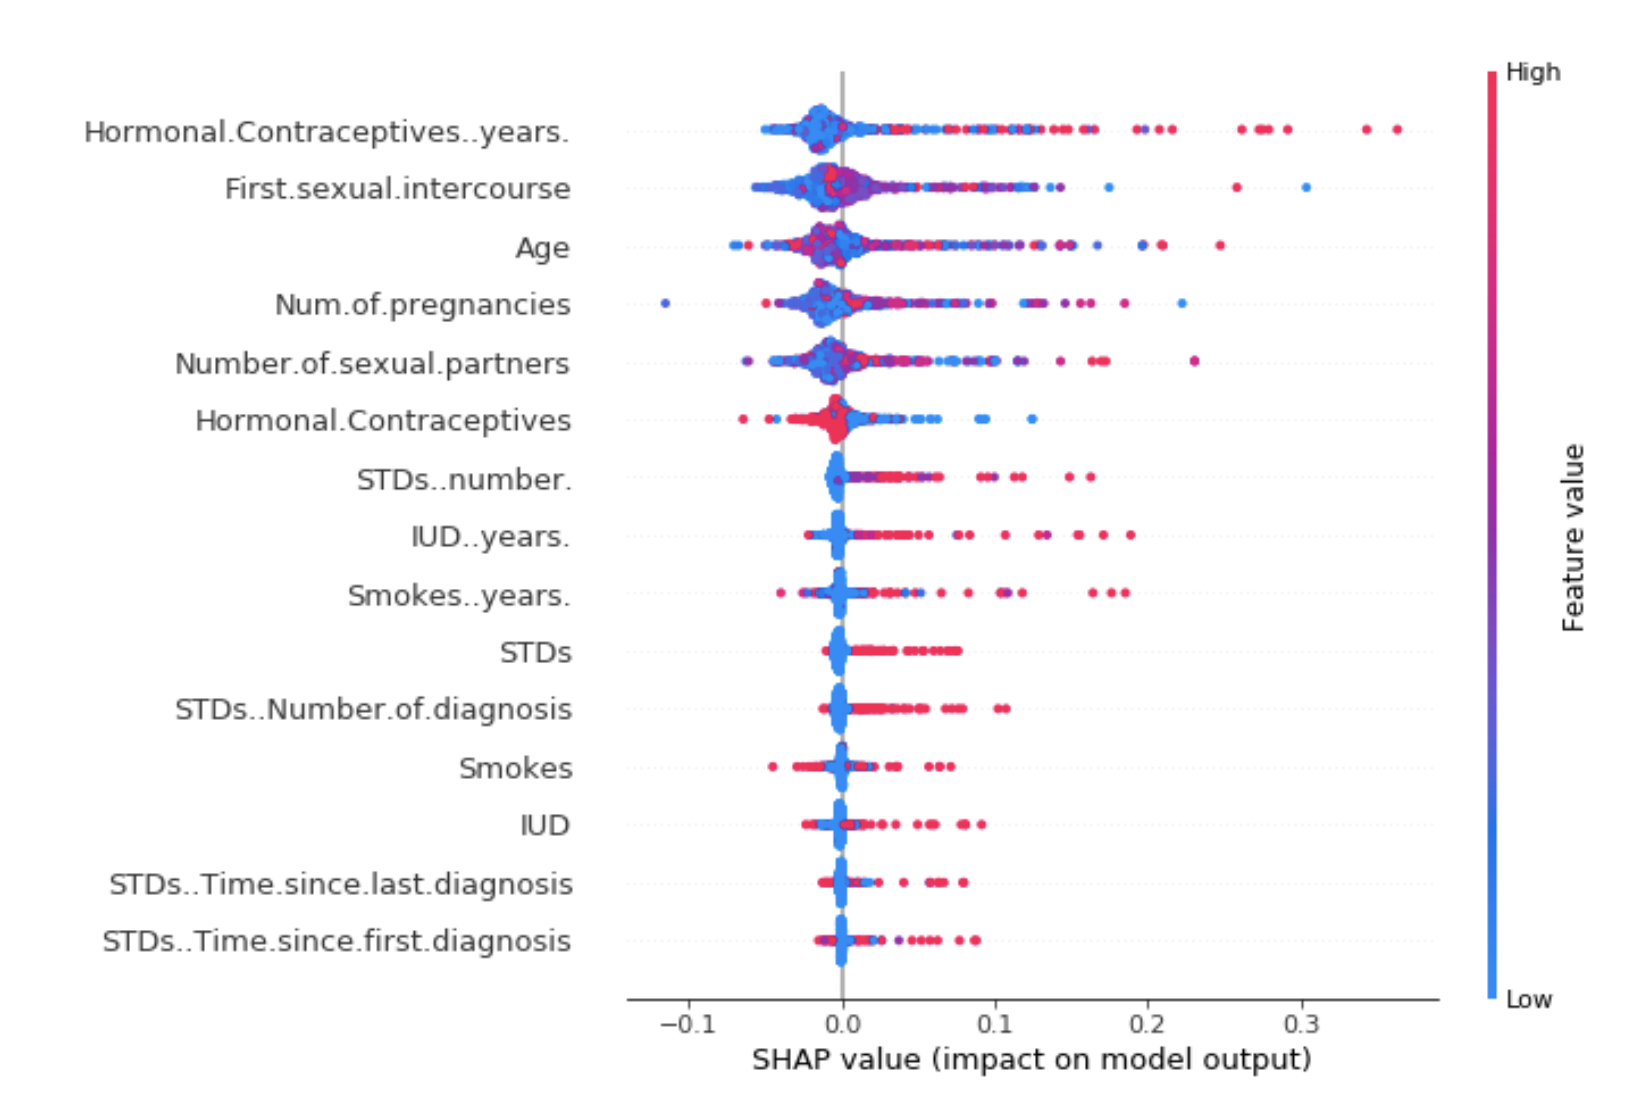 High
Hormonal.Contraceptives..years.
First.sexual.intercourse
Age
Num.of.pregnancies
Number.of.sexual.partners
Hormonal.Contraceptives
STDs..number.
IUD..years.
Smokes..years.
STDs
STDs..Number.of.diagnosis
Smokes
IUD
STDs..Time.since.last.diagnosis
STDs..Time.since.first.diagnosis
Feature value
Low
−0.1 0.0 0.1 0.2 0.3
SHAP value (impact on model output)